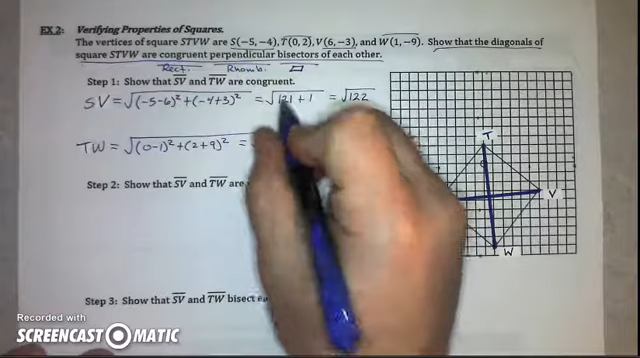 EX.2: Verifying Properties of Squares.
The vertices of square STVW are S(−5, −4), T(0, 2), V(6, −3), and W(1, −9). Show that the diagonals of
square STVW are congruent perpendicular bisectors of each other.
Rect. Rhomb. ▱
Step 1: Show that SV and TW are congruent.
SV = √(-5-6)² + (-4+3)² = √121 + 1 = √122
TW = √(0-1)² + (2+9)² =
Step 2: Show that SV and TW are
Step 3: Show that SV and TW bisect
T
V
W
Recorded with
SCREENCAST MATIC